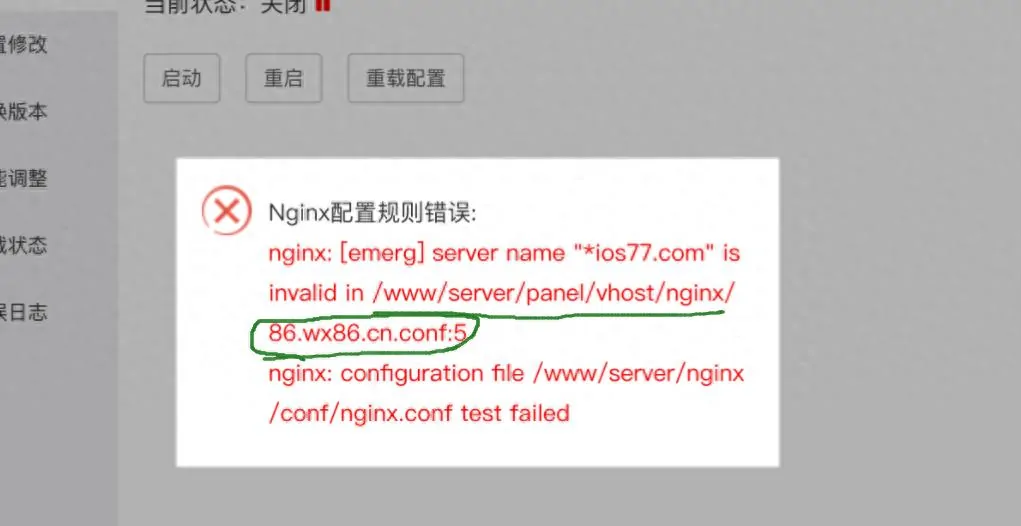 当前状态：关闭
置修改
启动
重启
重载配置
换版本
能调整
载状态
误日志
Nginx配置规则错误:
nginx: [emerg] server name "*ios77.com" is
invalid in /www/server/panel/vhost/nginx/
86.wx86.cn.conf:5
nginx: configuration file /www/server/nginx
/conf/nginx.conf test failed